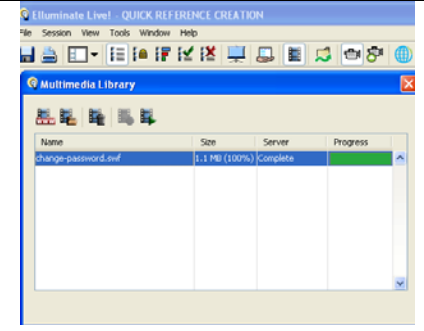 Elluminate Live! - QUICK REFERENCE CREATION
File Session View Tools Window Help
Multimedia Library
Name Size Server Progress
change-password.swf 1.1 MB (100%) Complete